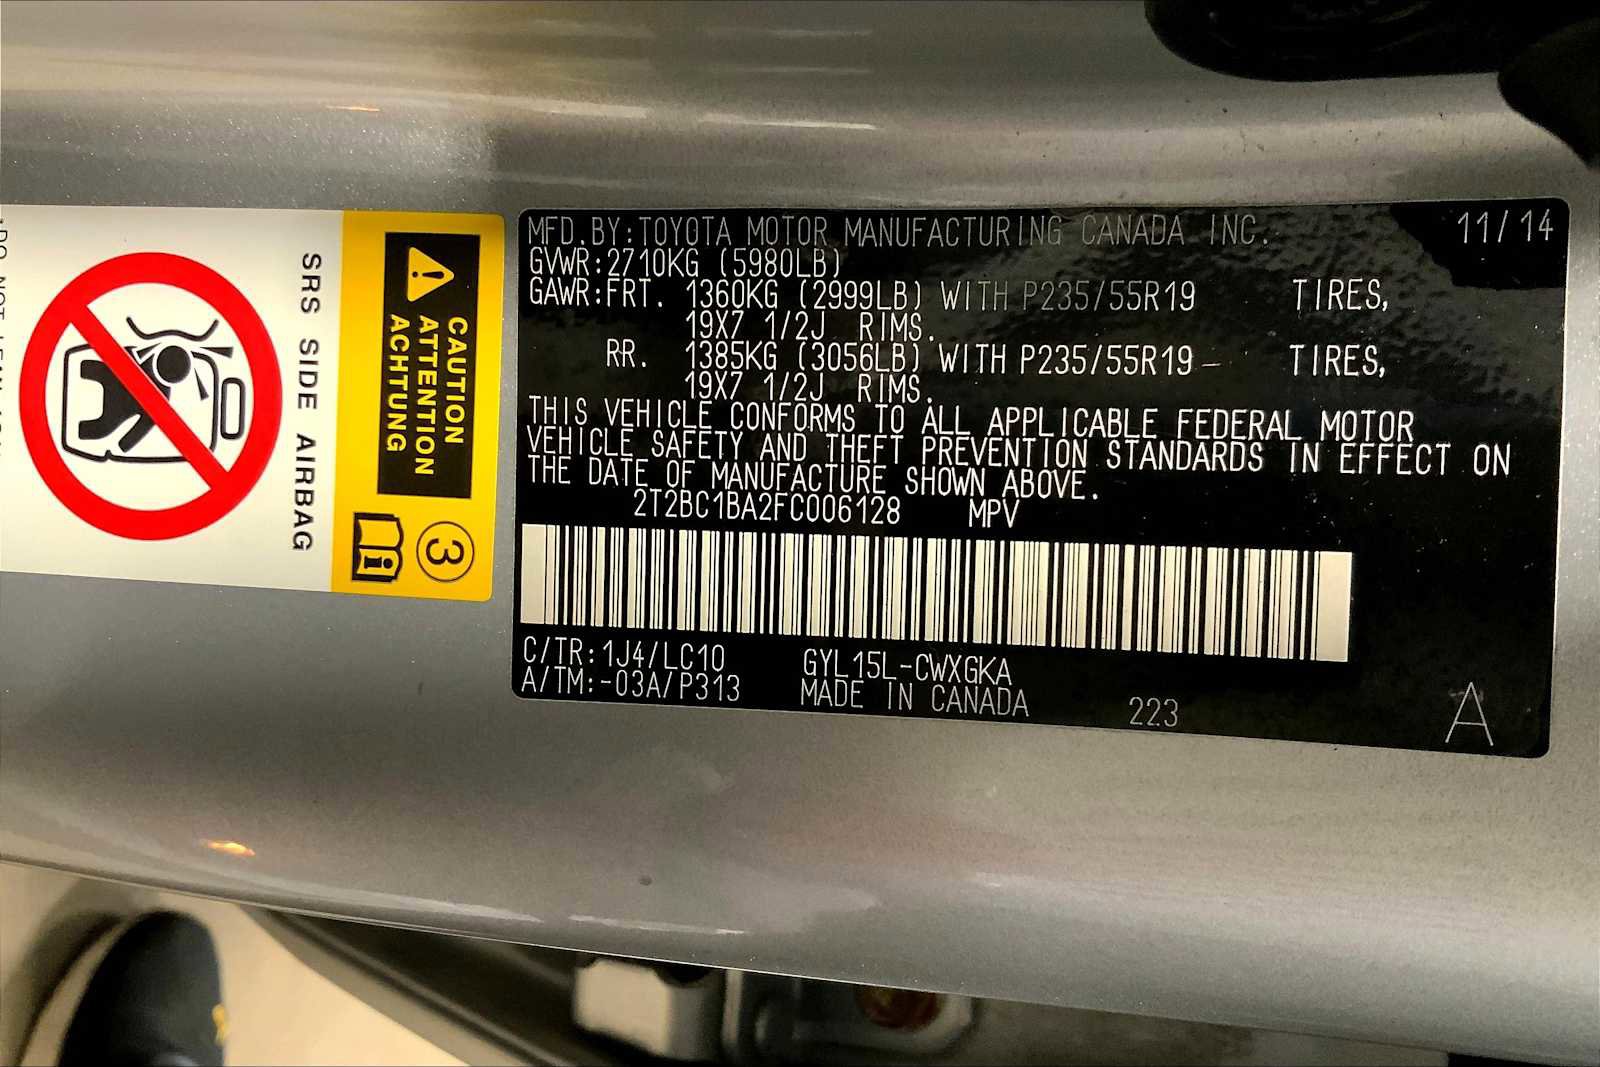 MFD.BY:TOYOTA MOTOR MANUFACTURING CANADA INC. 11/14
GVWR:2710KG (5980LB)
GAWR:FRT. 1360KG (2999LB) WITH P235/55R19 TIRES,
19X7 1/2J RIMS.
RR. 1385KG (3056LB) WITH P235/55R19- TIRES,
19X7 1/2J RIMS.
THIS VEHICLE CONFORMS TO ALL APPLICABLE FEDERAL MOTOR
VEHICLE SAFETY AND THEFT PREVENTION STANDARDS IN EFFECT ON
THE DATE OF MANUFACTURE SHOWN ABOVE.
2T2BC1BA2FC006128 MPV
C/TR:1J4/LC10 GYL15L-CWXGKA
A/TM:-03A/P313 MADE IN CANADA 223 A
CAUTION
ATTENTION
ACHTUNG
3
SRS SIDE AIRBAG